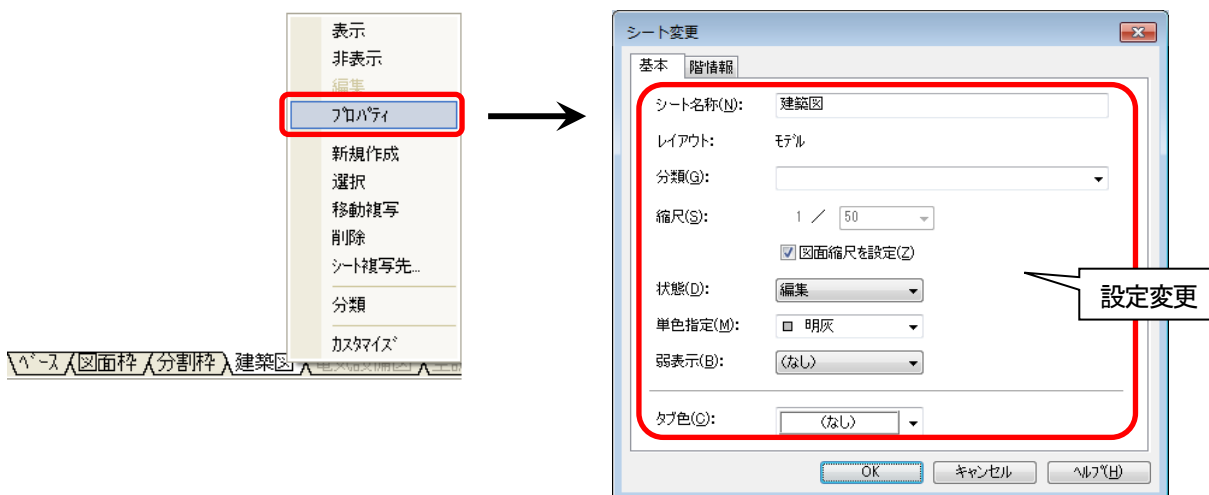 表示
非表示
編集
ﾌﾟﾛﾊﾟﾃｨ
新規作成
選択
移動複写
削除
ｼｰﾄ複写先...
分類
ｶｽﾀﾏｲｽﾞ
ﾍﾞｰｽ
図面枠
分割枠
建築図
電気設備図
シート変更
基本
階情報
シート名称(N):
建築図
レイアウト:
ﾓﾃﾞﾙ
分類(G):
縮尺(S):
1 ／ 50
図面縮尺を設定(Z)
状態(D):
編集
単色指定(M):
明灰
弱表示(B):
(なし)
タブ色(C):
(なし)
設定変更
OK
キャンセル
ﾍﾙﾌﾟ(H)